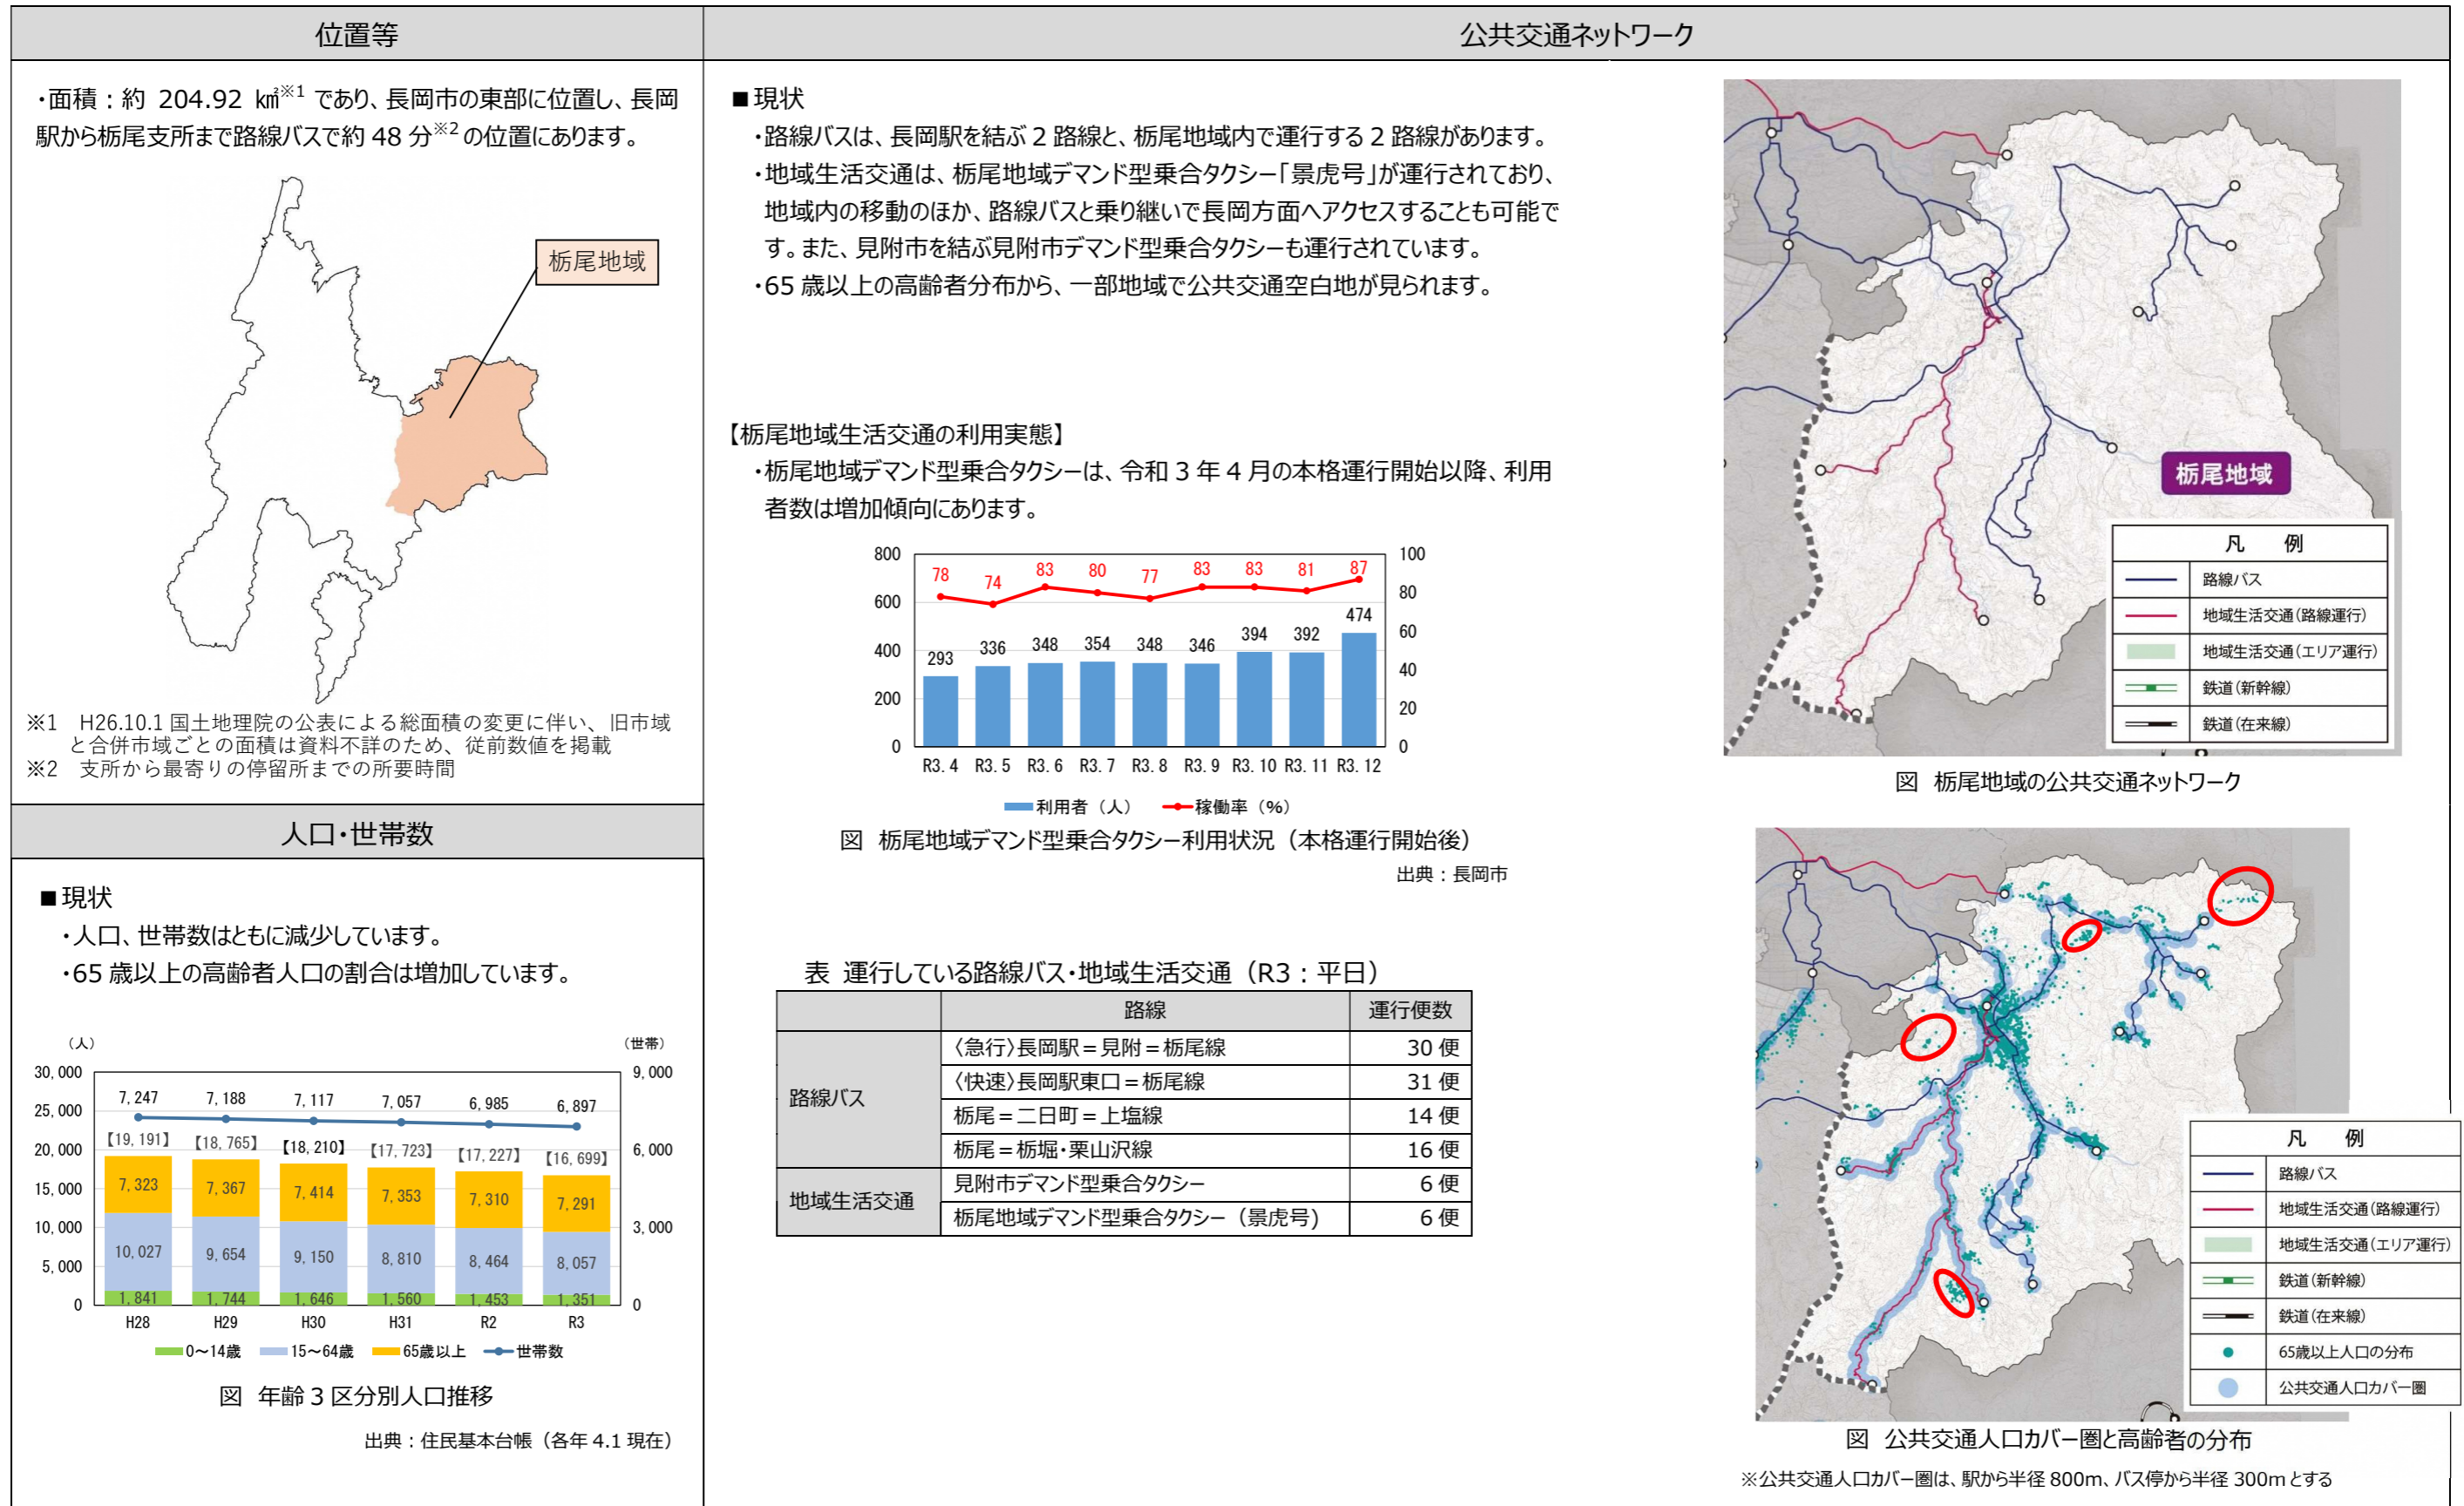 位置等
・面積：約 204.92 ㎢※1 であり、長岡市の東部に位置し、長岡
駅から栃尾支所まで路線バスで約 48 分※2 の位置にあります。
栃尾地域
※1　H26.10.1 国土地理院の公表による総面積の変更に伴い、旧市域
と合併市域ごとの面積は資料不詳のため、従前数値を掲載
※2　支所から最寄りの停留所までの所要時間
人口・世帯数
■現状
・人口、世帯数はともに減少しています。
・65 歳以上の高齢者人口の割合は増加しています。
（人）
（世帯）
30,000
25,000
20,000
15,000
10,000
5,000
0
9,000
6,000
3,000
0
7,247 7,188 7,117 7,057 6,985 6,897
【19,191】 【18,765】 【18,210】 【17,723】 【17,227】 【16,699】
7,323 7,367 7,414 7,353 7,310 7,291
10,027 9,654 9,150 8,810 8,464 8,057
1,841 1,744 1,646 1,560 1,453 1,351
H28 H29 H30 H31 R2 R3
0～14歳 15～64歳 65歳以上 世帯数
図 年齢３区分別人口推移
出典：住民基本台帳（各年 4.1 現在）
公共交通ネットワーク
■現状
・路線バスは、長岡駅を結ぶ 2 路線と、栃尾地域内で運行する 2 路線があります。
・地域生活交通は、栃尾地域デマンド型乗合タクシー「景虎号」が運行されており、
地域内の移動のほか、路線バスと乗り継いで長岡方面へアクセスすることも可能で
す。また、見附市を結ぶ見附市デマンド型乗合タクシーも運行されています。
・65 歳以上の高齢者分布から、一部地域で公共交通空白地が見られます。
【栃尾地域生活交通の利用実態】
・栃尾地域デマンド型乗合タクシーは、令和 3 年 4 月の本格運行開始以降、利用
者数は増加傾向にあります。
800
600
400
200
0
100
80
60
40
20
0
78 74 83 80 77 83 83 81 87
293 336 348 354 348 346 394 392 474
R3.4 R3.5 R3.6 R3.7 R3.8 R3.9 R3.10 R3.11 R3.12
利用者（人） 稼働率（%）
図 栃尾地域デマンド型乗合タクシー利用状況（本格運行開始後）
出典：長岡市
表 運行している路線バス・地域生活交通（R3：平日）
路線 運行便数
路線バス
〈急行〉長岡駅＝見附＝栃尾線 30 便
〈快速〉長岡駅東口＝栃尾線 31 便
栃尾＝二日町＝上塩線 14 便
栃尾＝栃堀・栗山沢線 16 便
地域生活交通
見附市デマンド型乗合タクシー 6 便
栃尾地域デマンド型乗合タクシー（景虎号） 6 便
栃尾地域
凡 例
路線バス
地域生活交通（路線運行）
地域生活交通（エリア運行）
鉄道（新幹線）
鉄道（在来線）
図 栃尾地域の公共交通ネットワーク
凡 例
路線バス
地域生活交通（路線運行）
地域生活交通（エリア運行）
鉄道（新幹線）
鉄道（在来線）
65歳以上人口の分布
公共交通人口カバー圏
図 公共交通人口カバー圏と高齢者の分布
※公共交通人口カバー圏は、駅から半径 800m、バス停から半径 300m とする